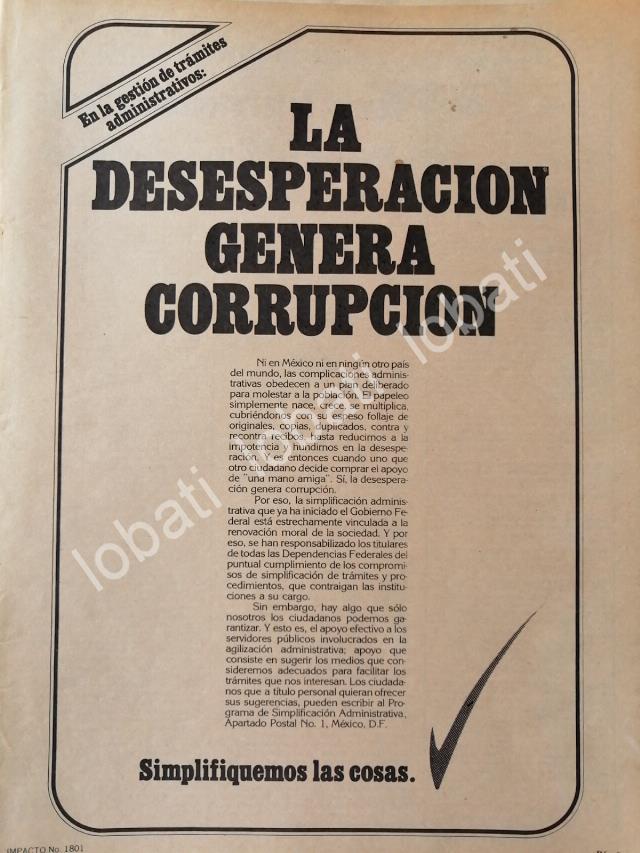 En la gestión de trámites
administrativos:
LA
DESESPERACION
GENERA
CORRUPCION
Ni en México ni en ningún otro país
del mundo, las complicaciones adminis-
trativas obedecen a un plan deliberado
para molestar a la población. El papeleo
simplemente nace, crece, se multiplica,
cubriéndonos con su espeso follaje de
originales, copias, duplicados, contra y
recontra recibos, hasta reducirnos a la
impotencia y hundirnos en la desespe-
ración. Y es entonces cuando uno que
otro ciudadano decide comprar el apoyo
de "una mano amiga". Sí, la desespera-
ción genera corrupción.
Por eso, la simplificación adminis-
trativa que ya ha iniciado el Gobierno Fe-
deral está estrechamente vinculada a la
renovación moral de la sociedad. Y por
eso, se han responsabilizado los titulares
de todas las Dependencias Federales del
puntual cumplimiento de los compromi-
sos de simplificación de trámites y pro-
cedimientos, que contraigan las institu-
ciones a su cargo.
Sin embargo, hay algo que sólo
nosotros los ciudadanos podemos ga-
rantizar. Y esto es, el apoyo efectivo a los
servidores públicos involucrados en la
agilización administrativa; apoyo que
consiste en sugerir los medios que con-
sideremos adecuados para facilitar los
trámites que nos interesan. Los ciudada-
nos que a título personal quieran ofrecer
sus sugerencias, pueden escribir al Pro-
grama de Simplificación Administrativa,
Apartado Postal No. 1, México, D.F.
Simplifiquemos las cosas.
IMPACTO No. 1801
lobati lobati lobati